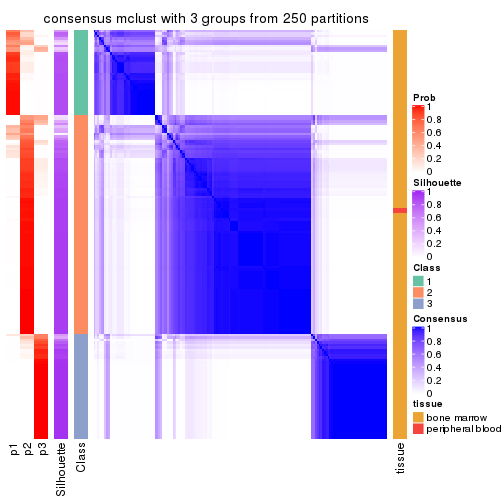 consensus mclust with 3 groups from 250 partitions
Prob
1
0.8
0.6
0.4
0.2
0
Silhouette
1
0.8
0.6
0.4
0.2
0
Class
1
2
3
Consensus
1
0.8
0.6
0.4
0.2
0
tissue
bone marrow
peripheral blood
p1
p2
p3
Silhouette
Class
tissue